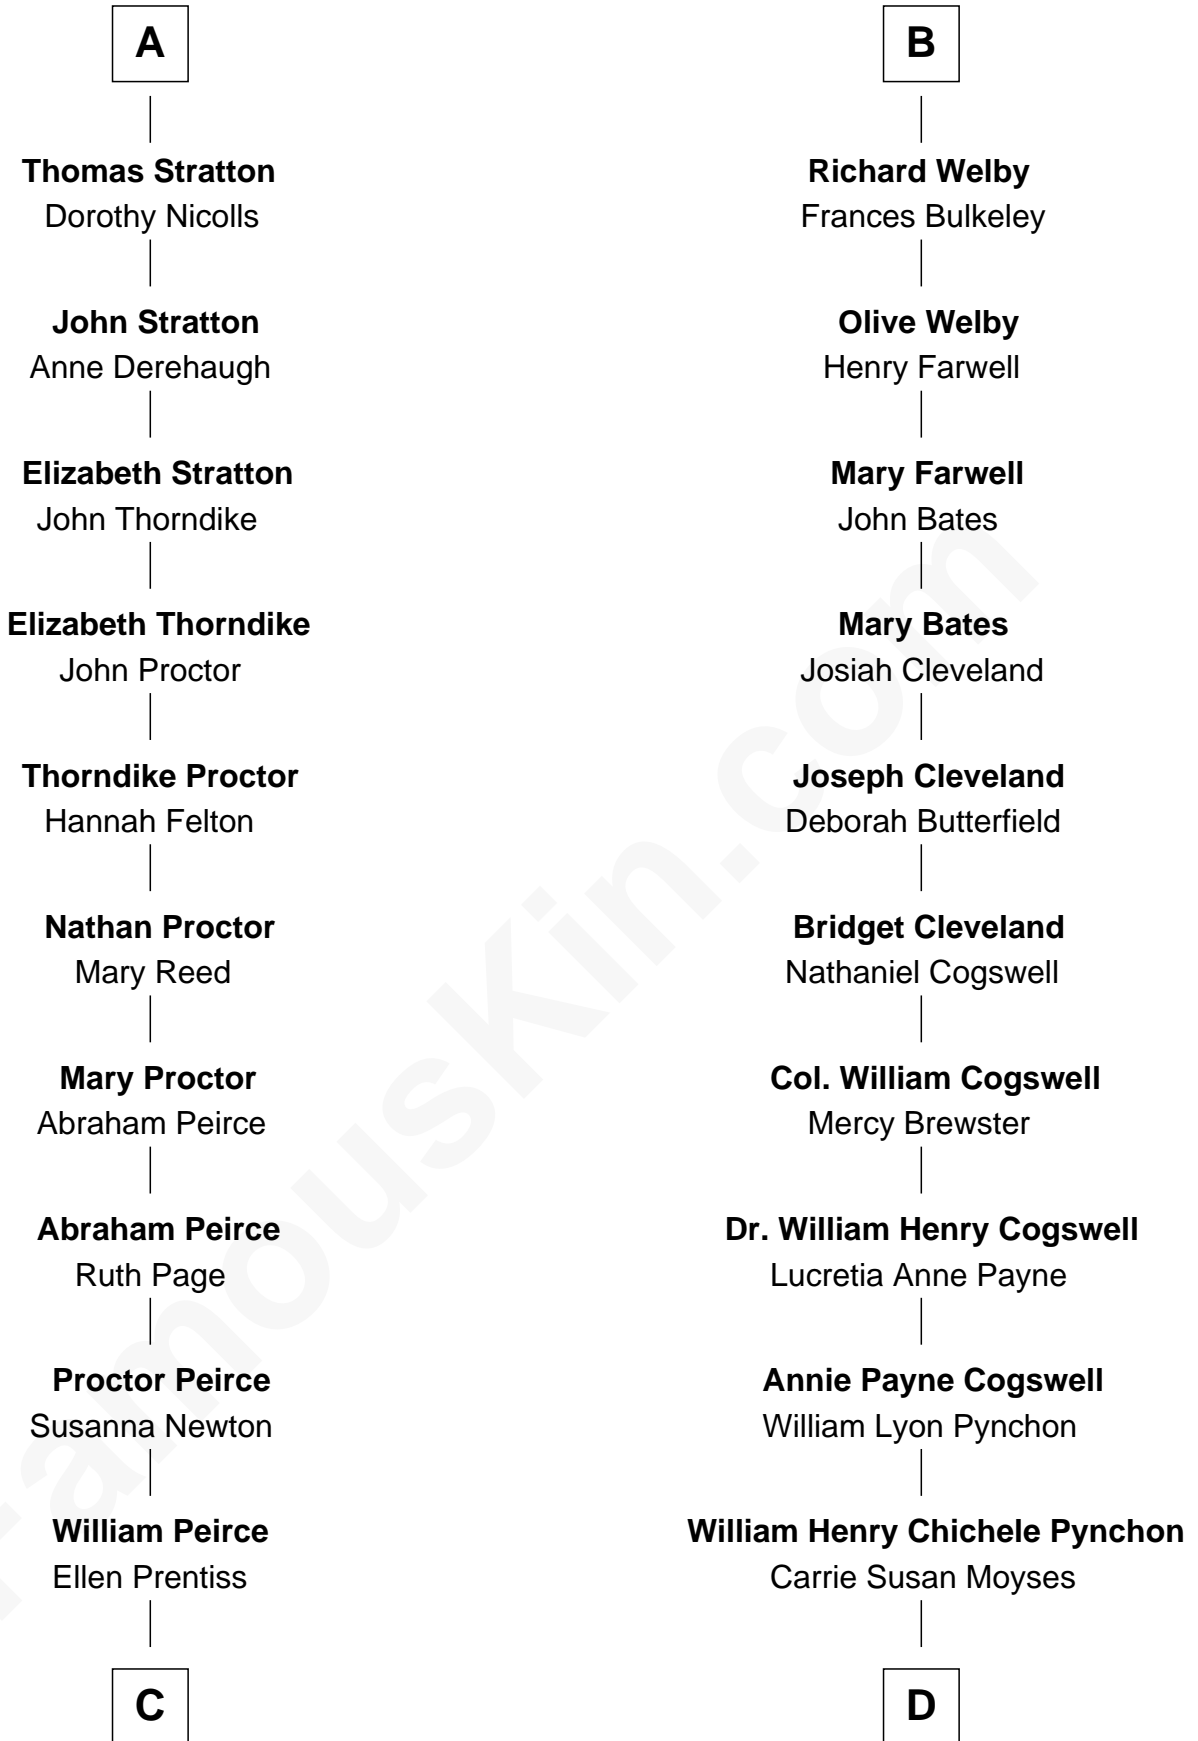 A
Thomas Stratton
Dorothy Nicolls
John Stratton
Anne Derehaugh
Elizabeth Stratton
John Thorndike
Elizabeth Thorndike
John Proctor
Thorndike Proctor
Hannah Felton
Nathan Proctor
Mary Reed
Mary Proctor
Abraham Peirce
Abraham Peirce
Ruth Page
Proctor Peirce
Susanna Newton
William Peirce
Ellen Prentiss
C
B
Richard Welby
Frances Bulkeley
Olive Welby
Henry Farwell
Mary Farwell
John Bates
Mary Bates
Josiah Cleveland
Joseph Cleveland
Deborah Butterfield
Bridget Cleveland
Nathaniel Cogswell
Col. William Cogswell
Mercy Brewster
Dr. William Henry Cogswell
Lucretia Anne Payne
Annie Payne Cogswell
William Lyon Pynchon
William Henry Chichele Pynchon
Carrie Susan Moyses
D
FamousKin.com